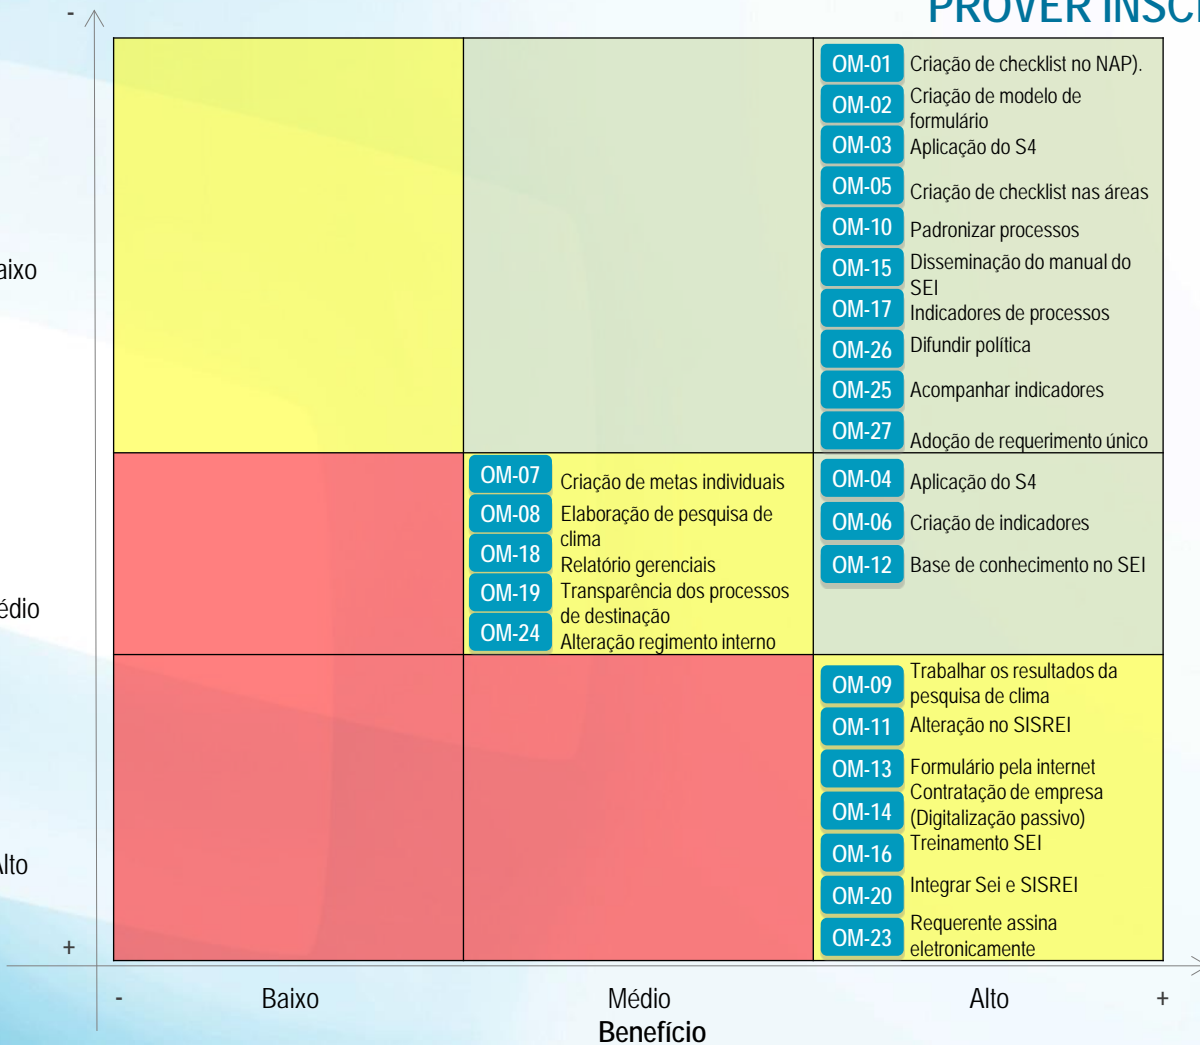 PROVER
-
OM-01 Criação de checklist no NAP).
OM-02 Criação de modelo de
formulário
OM-03 Aplicação do S4
OM-05 Criação de checklist nas áreas
OM-10 Padronizar processos
OM-15 Disseminação do manual do
SEI
OM-17 Indicadores de processos
OM-26 Difundir política
OM-25 Acompanhar indicadores
OM-27 Adoção de requerimento único
OM-07 Criação de metas individuais
OM-08 Elaboração de pesquisa de
clima
OM-18 Relatório gerenciais
OM-19 Transparência dos processos
de destinação
OM-24 Alteração regimento interno
OM-04 Aplicação do S4
OM-06 Criação de indicadores
OM-12 Base de conhecimento no SEI
OM-09 Trabalhar os resultados da
pesquisa de clima
OM-11 Alteração no SISREI
OM-13 Formulário pela internet
OM-14 Contratação de empresa
(Digitalização passivo)
OM-16 Treinamento SEI
OM-20 Integrar Sei e SISREI
OM-23 Requerente assina
eletronicamente
+
- Baixo Médio Alto +
Benefício